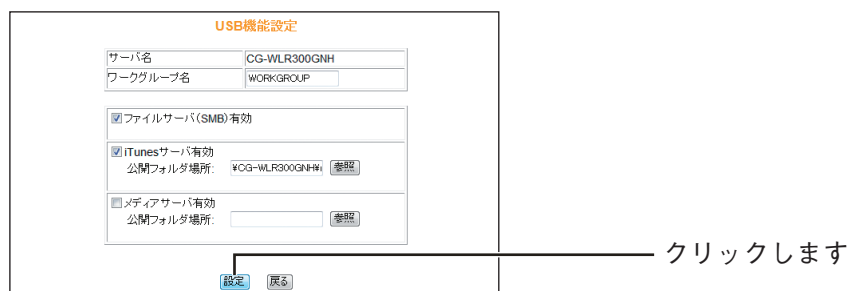 USB機能設定
サーバ名 CG-WLR300GNH
ワークグループ名 WORKGROUP
ファイルサーバ(SMB)有効
iTunesサーバ有効
公開フォルダ場所: ¥CG-WLR300GNH¥ 参照
メディアサーバ有効
公開フォルダ場所: 参照
設定 戻る
クリックします